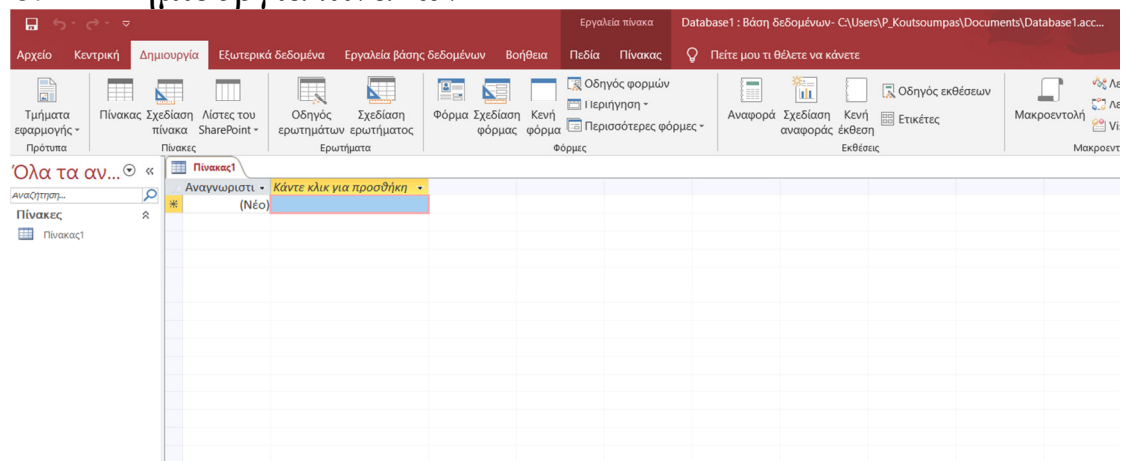 Εργαλεία πίνακα
Database1 : Βάση δεδομένων- C:\Users\P_Koutsoumpas\Documents\Database1.acc...
Αρχείο Κεντρική Δημιουργία Εξωτερικά δεδομένα Εργαλεία βάσης δεδομένων Βοήθεια Πεδία Πίνακας Πείτε μου τι θέλετε να κάνετε
Τμήματα εφαρμογής
Πίνακας
Σχεδίαση πίνακα
Λίστες του SharePoint
Οδηγός ερωτημάτων
Σχεδίαση ερωτήματος
Φόρμα
Σχεδίαση φόρμας
Κενή φόρμα
Οδηγός φορμών
Περιήγηση
Περισσότερες φόρμες
Αναφορά
Σχεδίαση αναφοράς
Κενή έκθεση
Οδηγός εκθέσεων
Ετικέτες
Μακροεντολή
Λε
Λε
Vi
Πρότυπα Πίνακες Ερωτήματα Φόρμες Εκθέσεις Μακροεντ
Όλα τα αν...
Αναζήτηση...
Πίνακες
Πίνακας1
Πίνακας1
Αναγνωριστι Κάντε κλικ για προσθήκη
(Νέο)